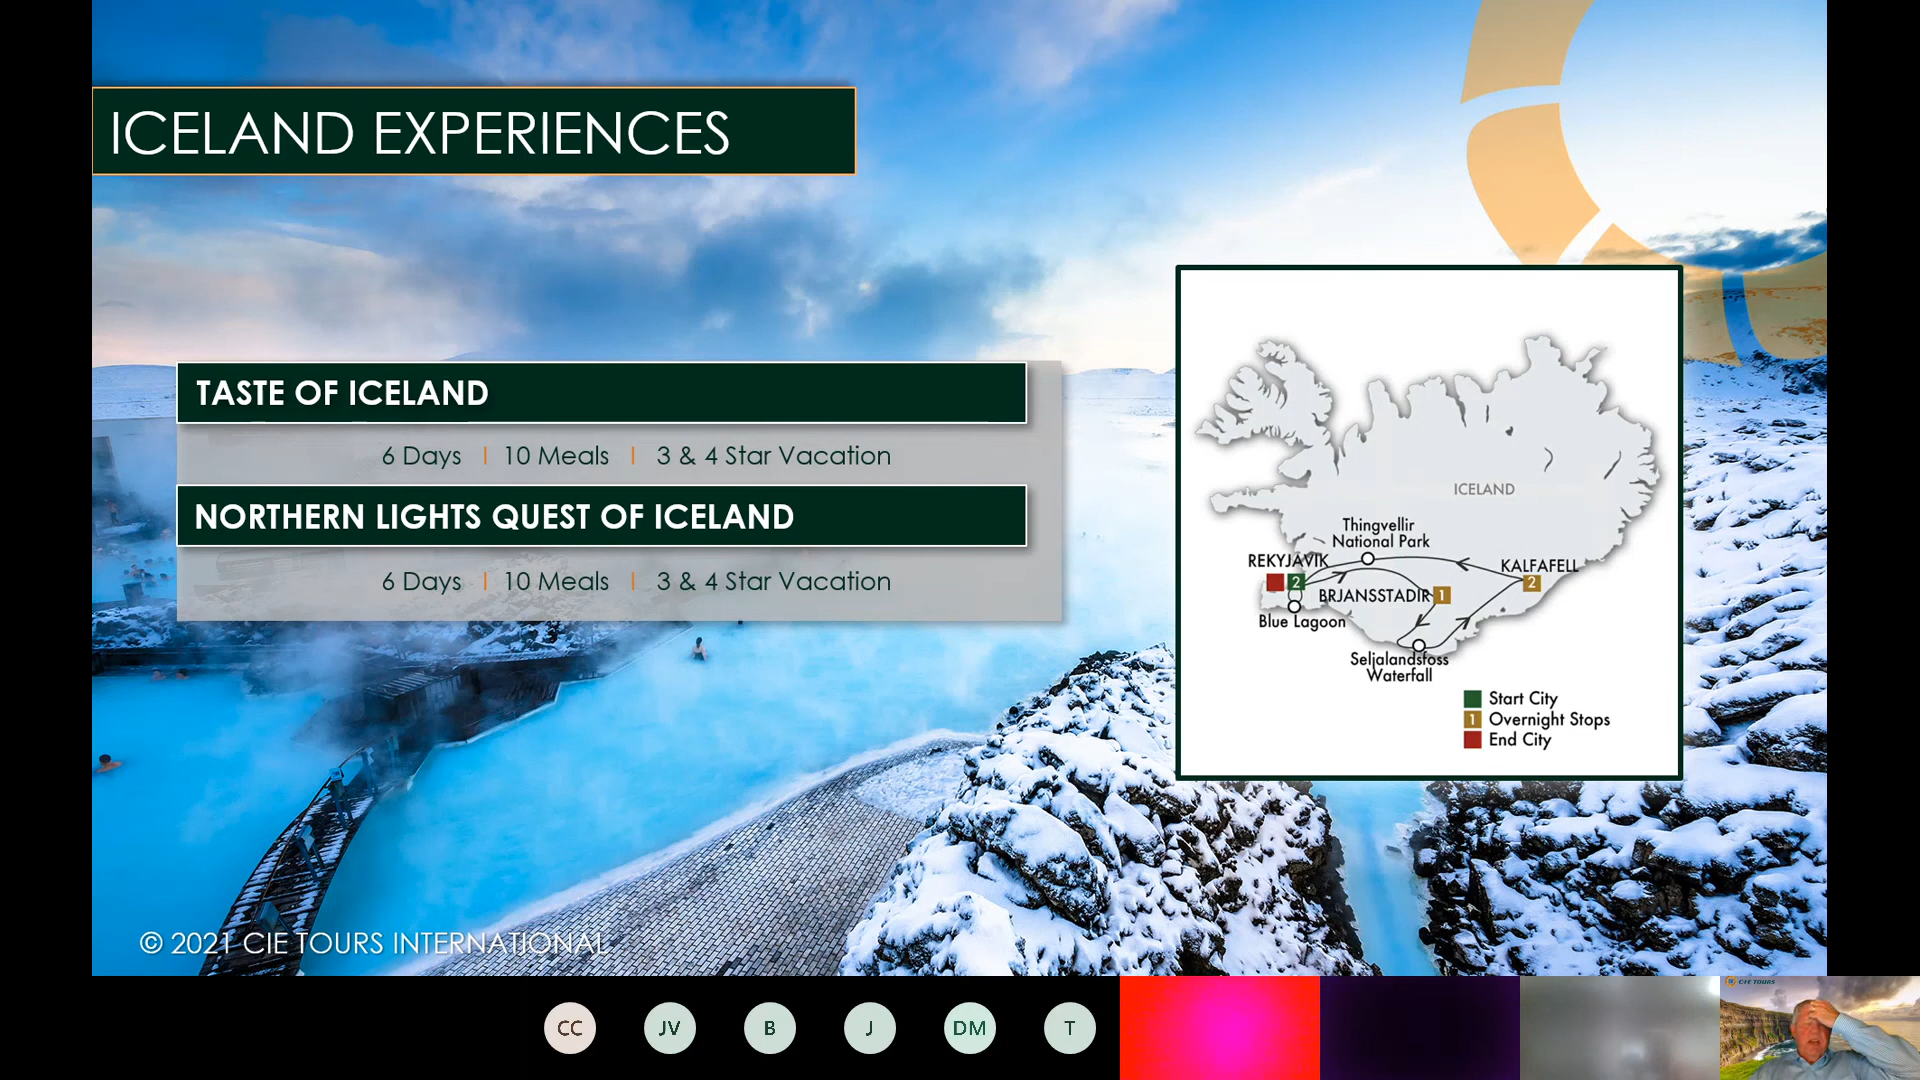 ICELAND EXPERIENCES
TASTE OF ICELAND
6 Days | 10 Meals | 3 & 4 Star Vacation
NORTHERN LIGHTS QUEST OF ICELAND
6 Days | 10 Meals | 3 & 4 Star Vacation
ICELAND
Thingvellir
National Park
REKYJAVIK
KALFAFELL
2
2
BRJANSSTADIR
1
Blue Lagoon
Seljalandsfoss
Waterfall
Start City
1 Overnight Stops
End City
© 2021 CIE TOURS INTERNATIONAL
CC JV B J DM T
CIE TOURS